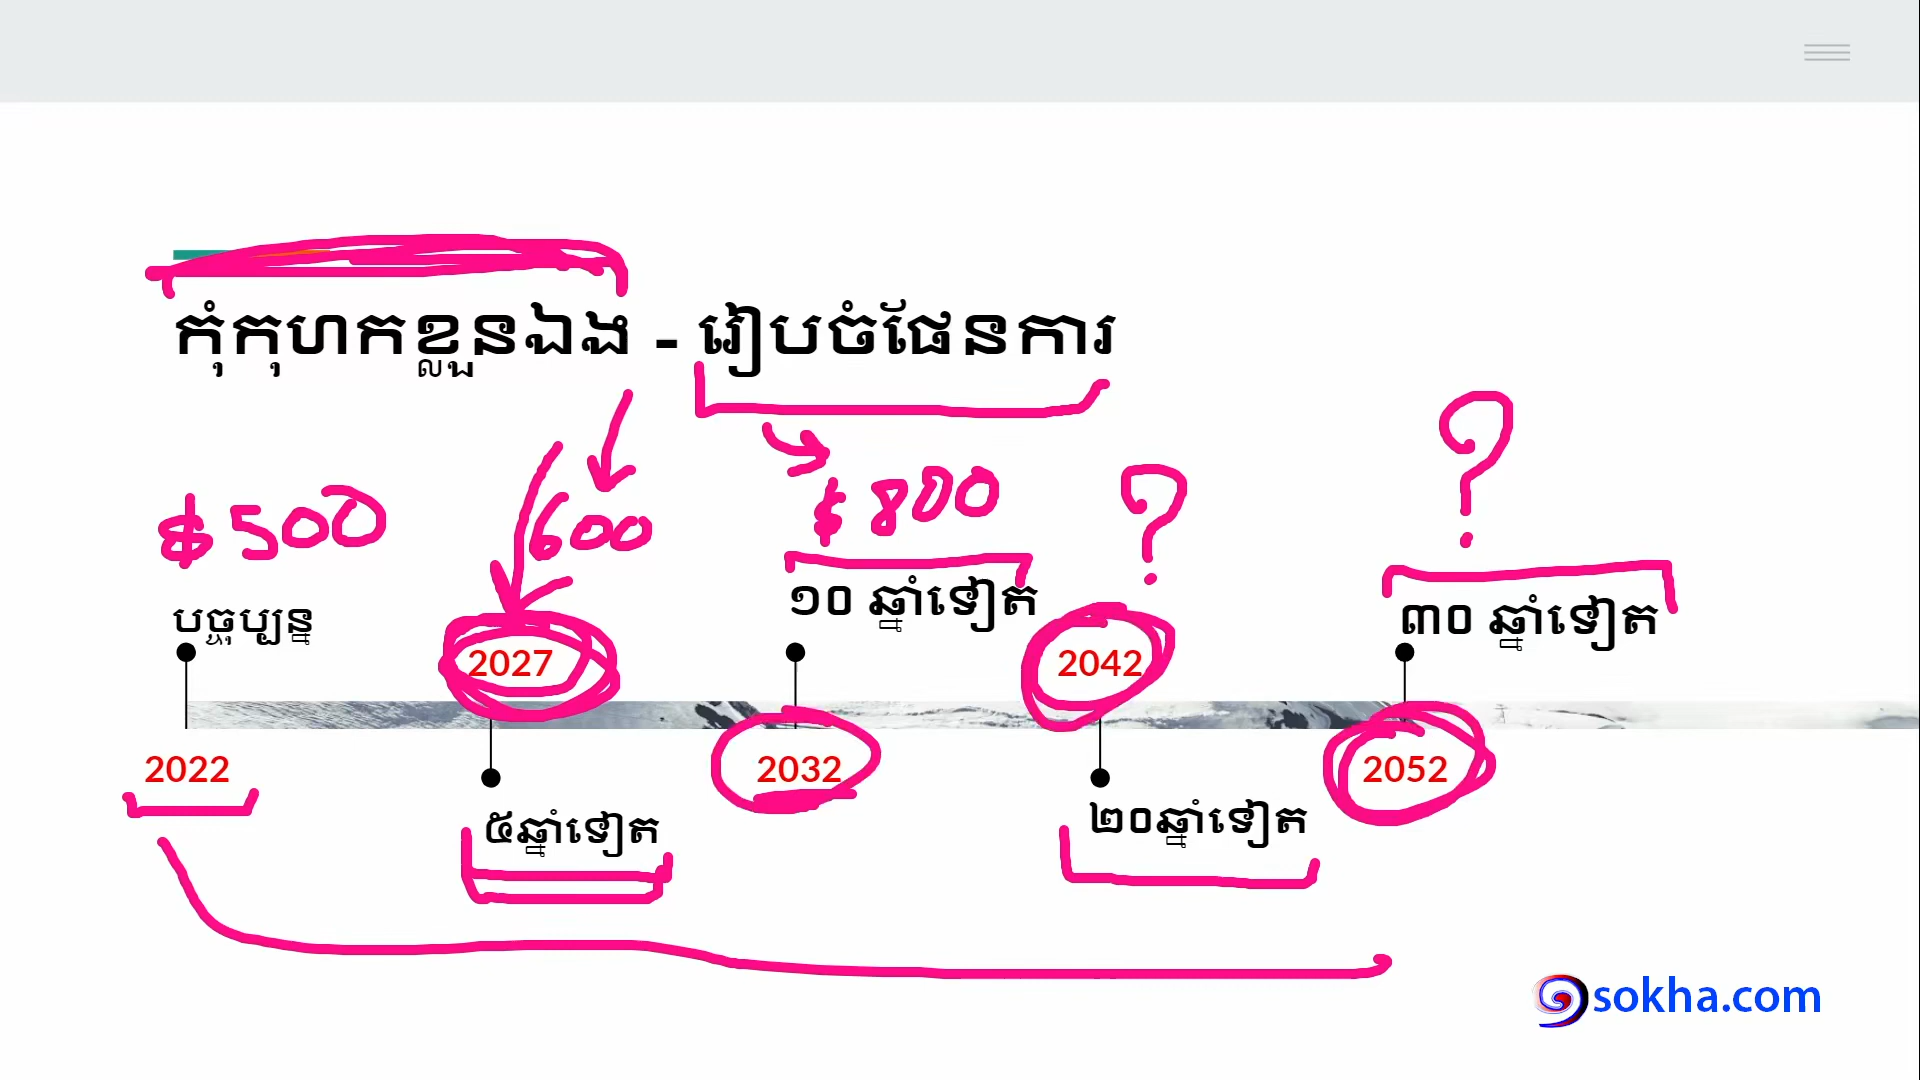 កុំកុហកខ្លួនឯង - រៀបចំផែនការ
$500
600
$800
?
?
បច្ចុប្បន្ន
១០ ឆ្នាំទៀត
៣០ ឆ្នាំទៀត
2027
2042
2022
2032
2052
៥ឆ្នាំទៀត
២០ឆ្នាំទៀត
sokha.com